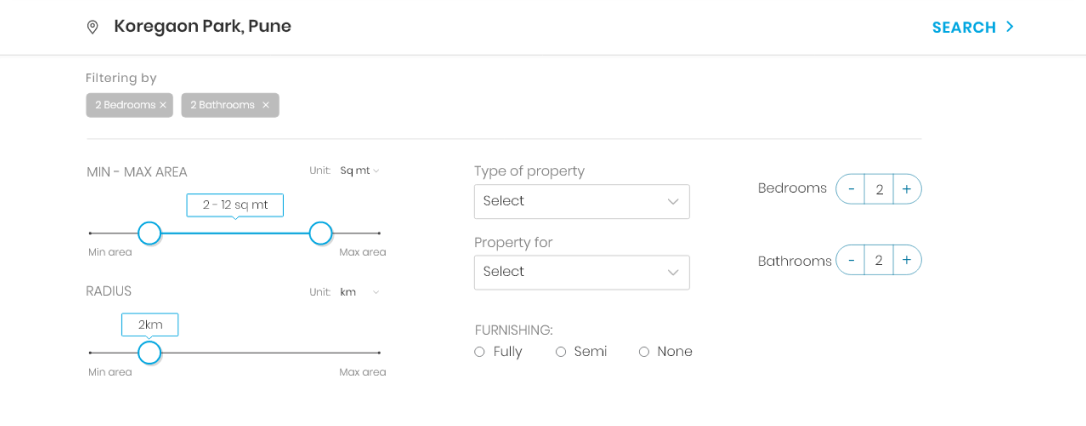 Koregaon Park, Pune
SEARCH
Filtering by
2 Bedrooms × 2 Bathrooms ×
MIN - MAX AREA Unit: Sq mt
2 - 12 sq mt
Min area Max area
RADIUS Unit: km
2km
Min area Max area
Type of property
Select
Property for
Select
FURNISHING:
Fully Semi None
Bedrooms - 2 +
Bathrooms - 2 +